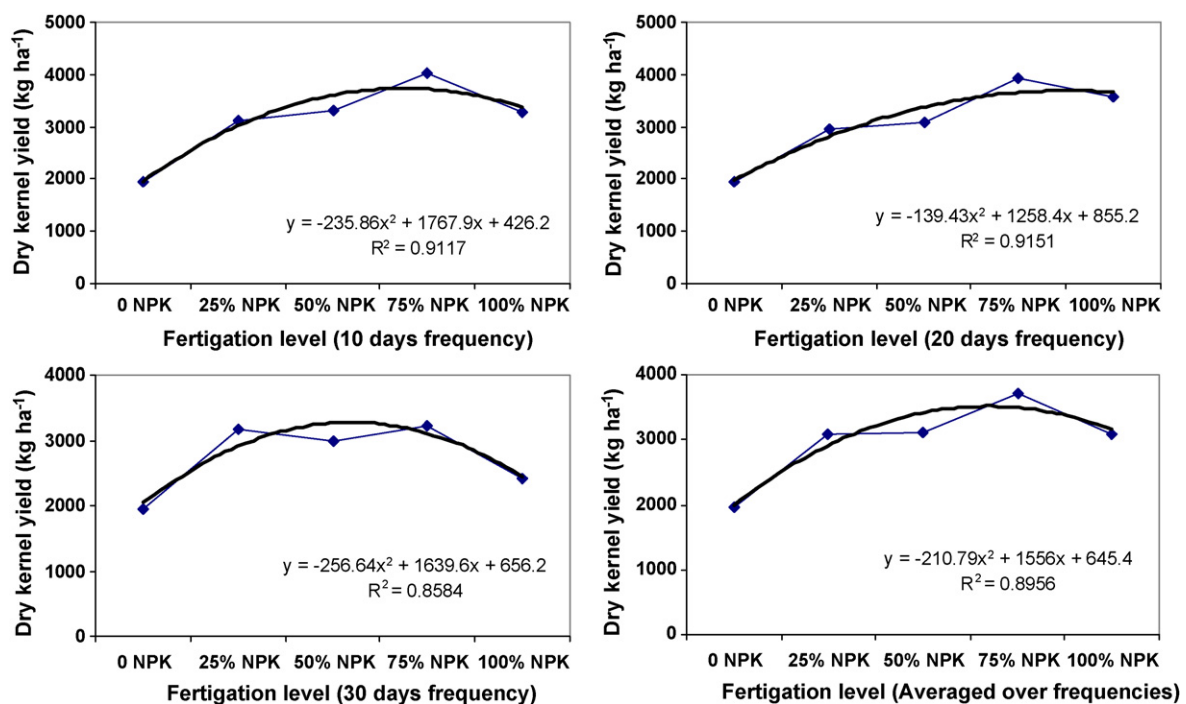 5000
4000
3000
2000
1000
0
Dry kernel yield (kg ha⁻¹)
y = -235.86x² + 1767.9x + 426.2
R² = 0.9117
0 NPK 25% NPK 50% NPK 75% NPK 100% NPK
Fertigation level (10 days frequency)
5000
4000
3000
2000
1000
0
Dry kernel yield (kg ha⁻¹)
y = -139.43x² + 1258.4x + 855.2
R² = 0.9151
0 NPK 25% NPK 50% NPK 75% NPK 100% NPK
Fertigation level (20 days frequency)
4000
3000
2000
1000
0
Dry kernel yield (kg ha⁻¹)
y = -256.64x² + 1639.6x + 656.2
R² = 0.8584
0 NPK 25% NPK 50% NPK 75% NPK 100% NPK
Fertigation level (30 days frequency)
4000
3000
2000
1000
0
Dry kernel yield (kg ha⁻¹)
y = -210.79x² + 1556x + 645.4
R² = 0.8956
0 NPK 25% NPK 50% NPK 75% NPK 100% NPK
Fertigation level (Averaged over frequencies)